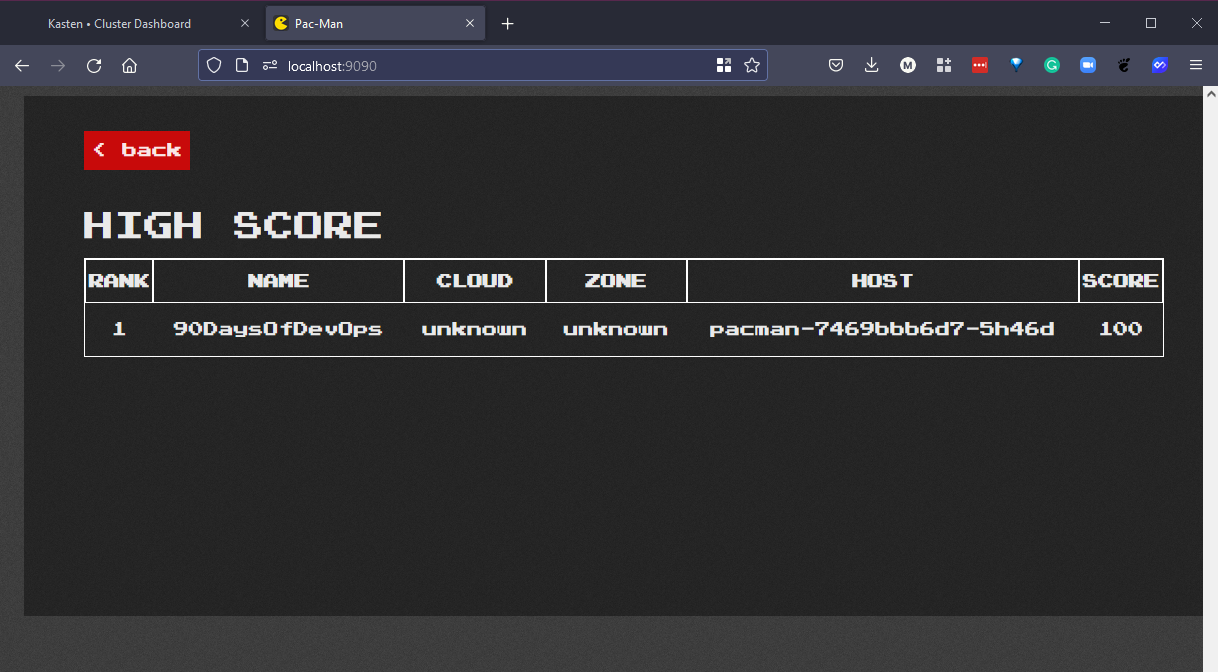 Kasten • Cluster Dashboard
Pac-Man
localhost:9090
M
G
< back
HIGH SCORE
RANK NAME CLOUD ZONE HOST SCORE
1 90DaysOfDevOps unknown unknown pacman-7469bbb6d7-5h46d 100